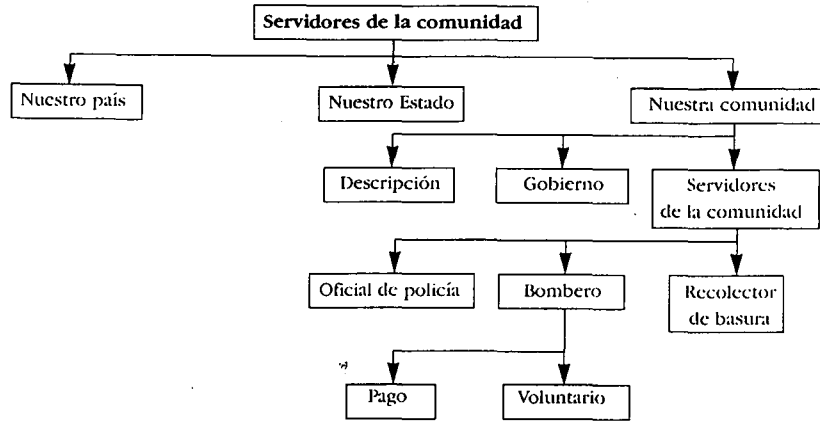 Servidores de la comunidad
Nuestro país
Nuestro Estado
Nuestra comunidad
Descripción
Gobierno
Servidores
de la comunidad
Oficial de policía
Bombero
Recolector
de basura
Pago
Voluntario